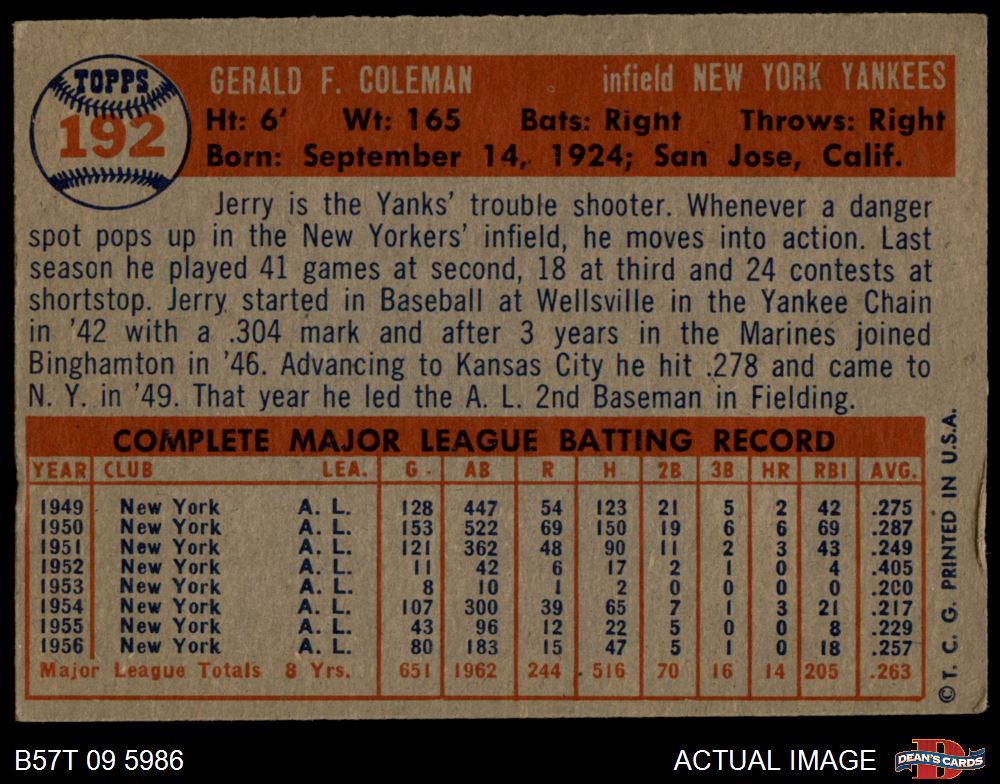 TOPPS
192
GERALD F. COLEMAN infield NEW YORK YANKEES
Ht: 6' Wt: 165 Bats: Right Throws: Right
Born: September 14, 1924; San Jose, Calif.
Jerry is the Yanks' trouble shooter. Whenever a danger
spot pops up in the New Yorkers' infield, he moves into action. Last
season he played 41 games at second, 18 at third and 24 contests at
shortstop. Jerry started in Baseball at Wellsville in the Yankee Chain
in '42 with a .304 mark and after 3 years in the Marines joined
Binghamton in '46. Advancing to Kansas City he hit .278 and came to
N. Y. in '49. That year he led the A. L. 2nd Baseman in Fielding.
COMPLETE MAJOR LEAGUE BATTING RECORD
YEAR CLUB LEA. G AB R H 2B 3B HR RBI AVG.
1949 New York A. L. 128 447 54 123 21 5 2 42 .275
1950 New York A. L. 153 522 69 150 19 6 6 69 .287
1951 New York A. L. 121 362 48 90 11 2 3 43 .249
1952 New York A. L. 11 42 6 17 2 1 0 4 .405
1953 New York A. L. 8 10 1 2 0 0 0 0 .200
1954 New York A. L. 107 300 39 65 7 1 3 21 .217
1955 New York A. L. 43 96 12 22 5 0 0 8 .229
1956 New York A. L. 80 183 15 47 5 1 0 18 .257
Major League Totals 8 Yrs. 651 1962 244 516 70 16 14 205 .263
© T. C. G. PRINTED IN U.S.A.
B57T 09 5986 ACTUAL IMAGE
DEAN'S CARDS